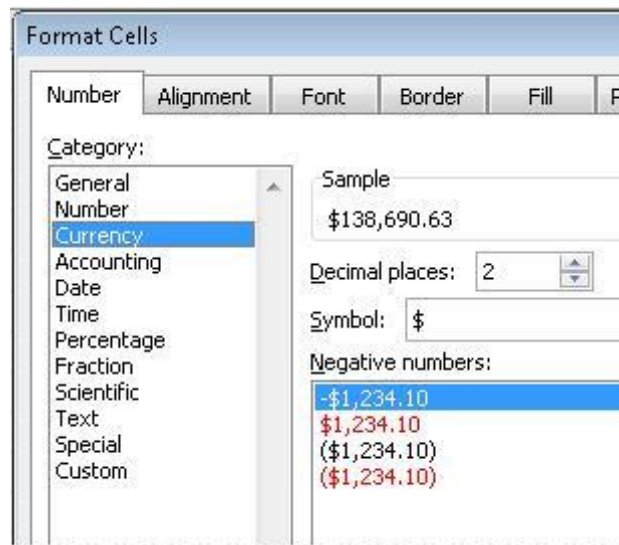 Format Cells
Number Alignment Font Border Fill P
Category:
General
Number
Currency
Accounting
Date
Time
Percentage
Fraction
Scientific
Text
Special
Custom
Sample
$138,690.63
Decimal places: 2
Symbol: $
Negative numbers:
-$1,234.10
$1,234.10
($1,234.10)
($1,234.10)